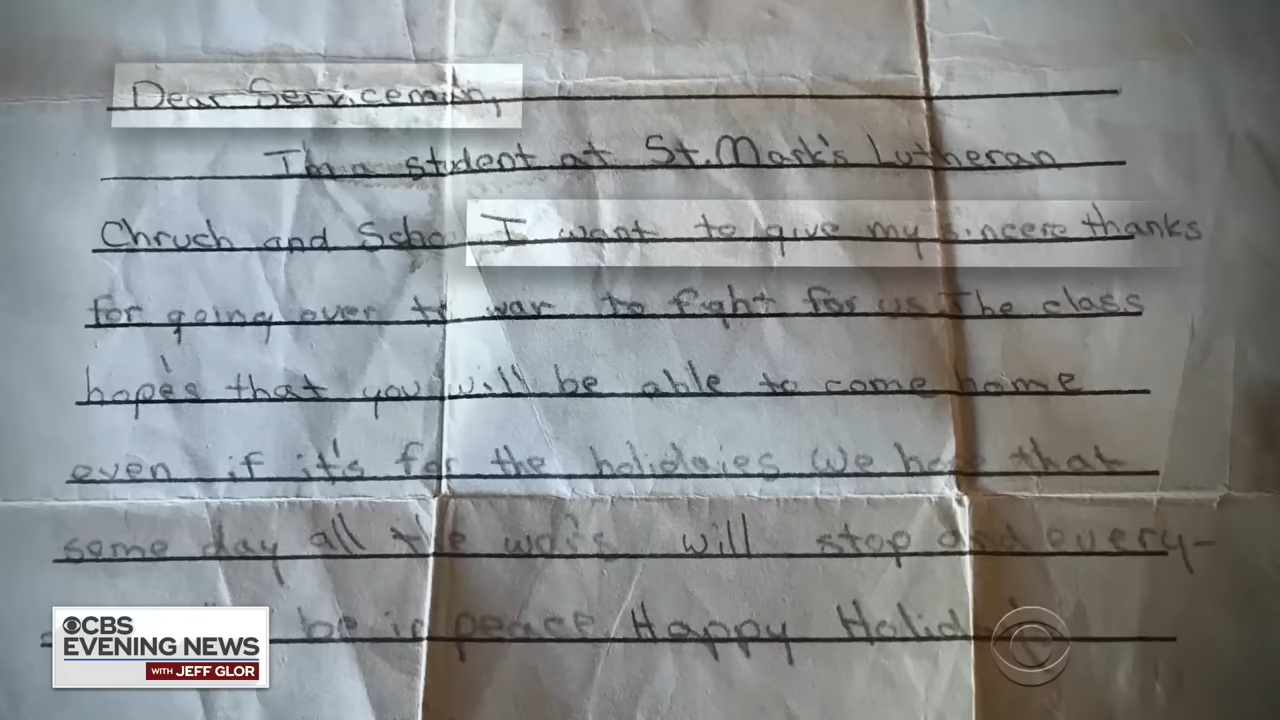 Dear Serviceman,
I'm a student at St. Mark's Lutheran
Chruch and Scho I want to give my sincere thanks
for going over to war to fight for us The class
hope's that you will be able to come home
even if it's for the holidaies We hope that
some day all the wars will stop and every-
be in peace Happy Holid
CBS
EVENING NEWS
WITH JEFF GLOR